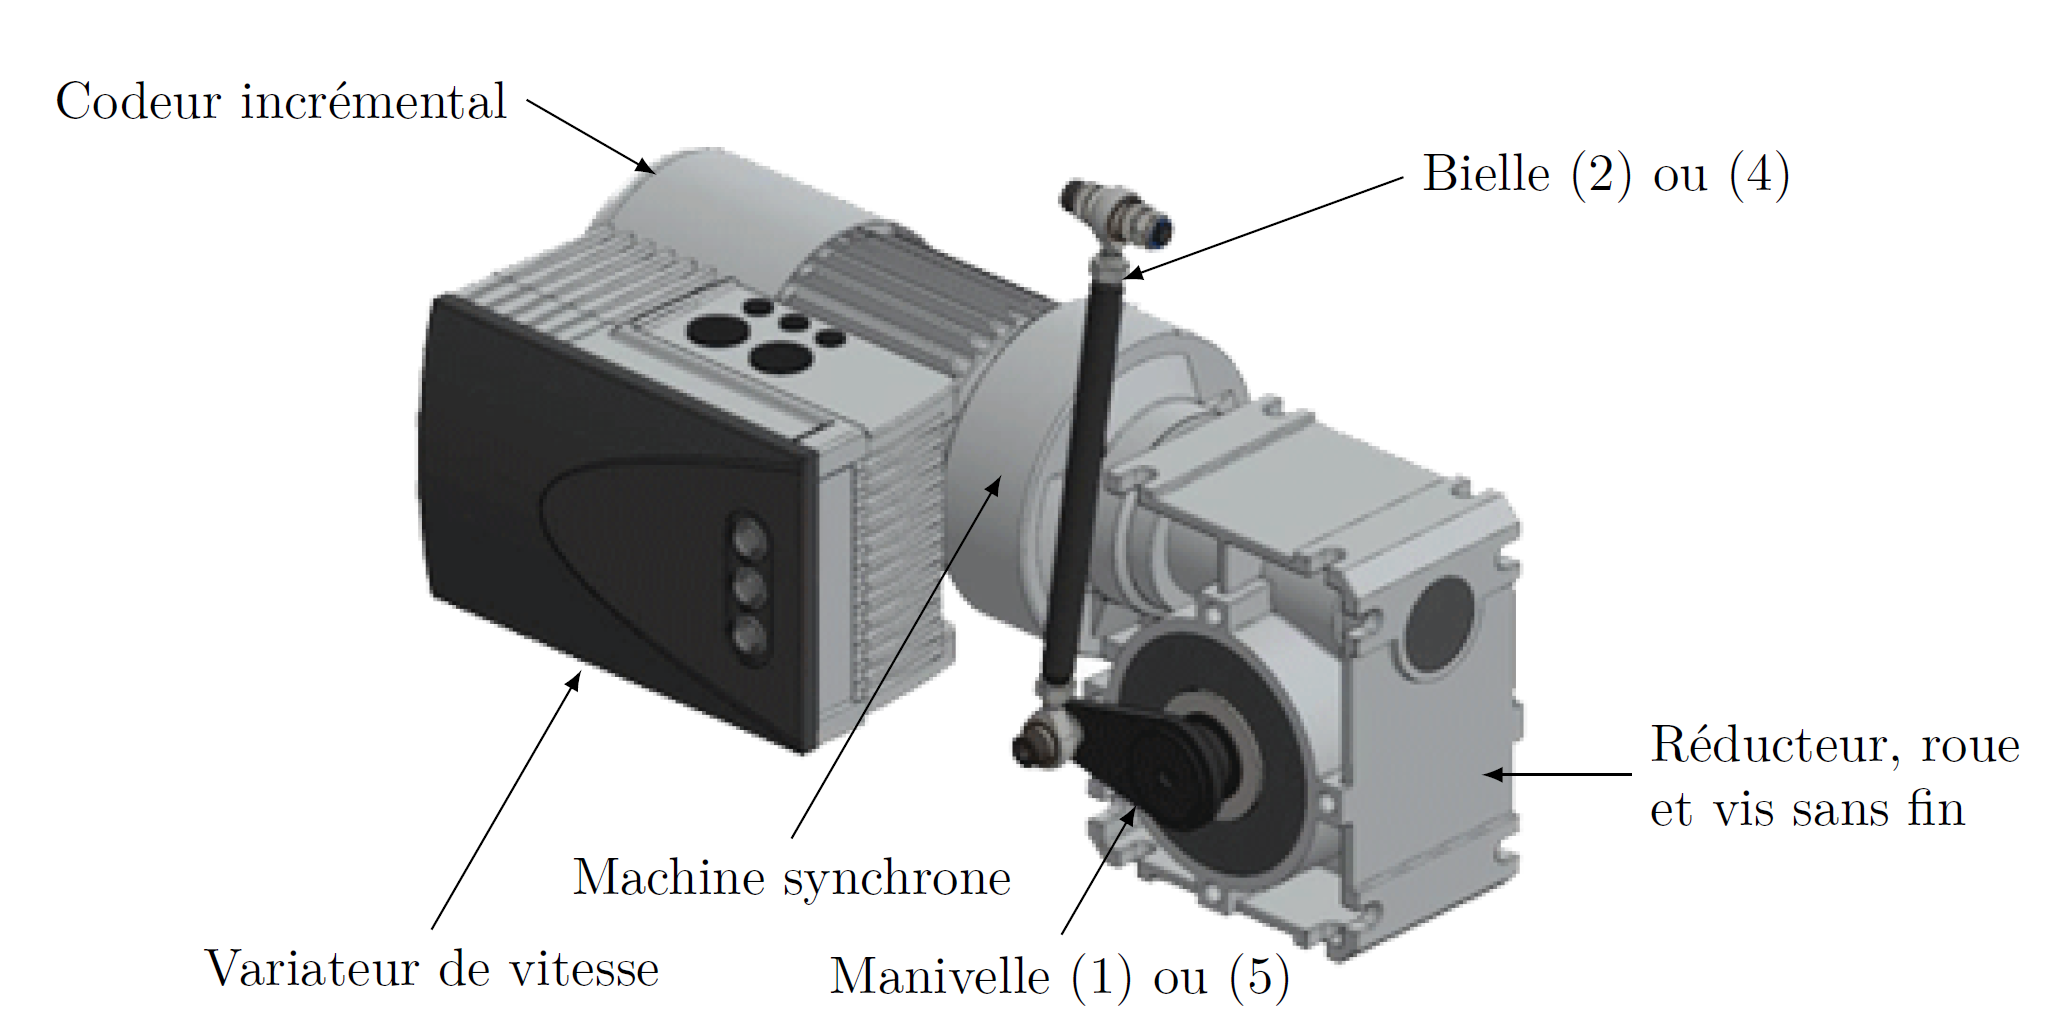 Codeur incrémental
Bielle (2) ou (4)
Réducteur, roue
et vis sans fin
Machine synchrone
Variateur de vitesse
Manivelle (1) ou (5)